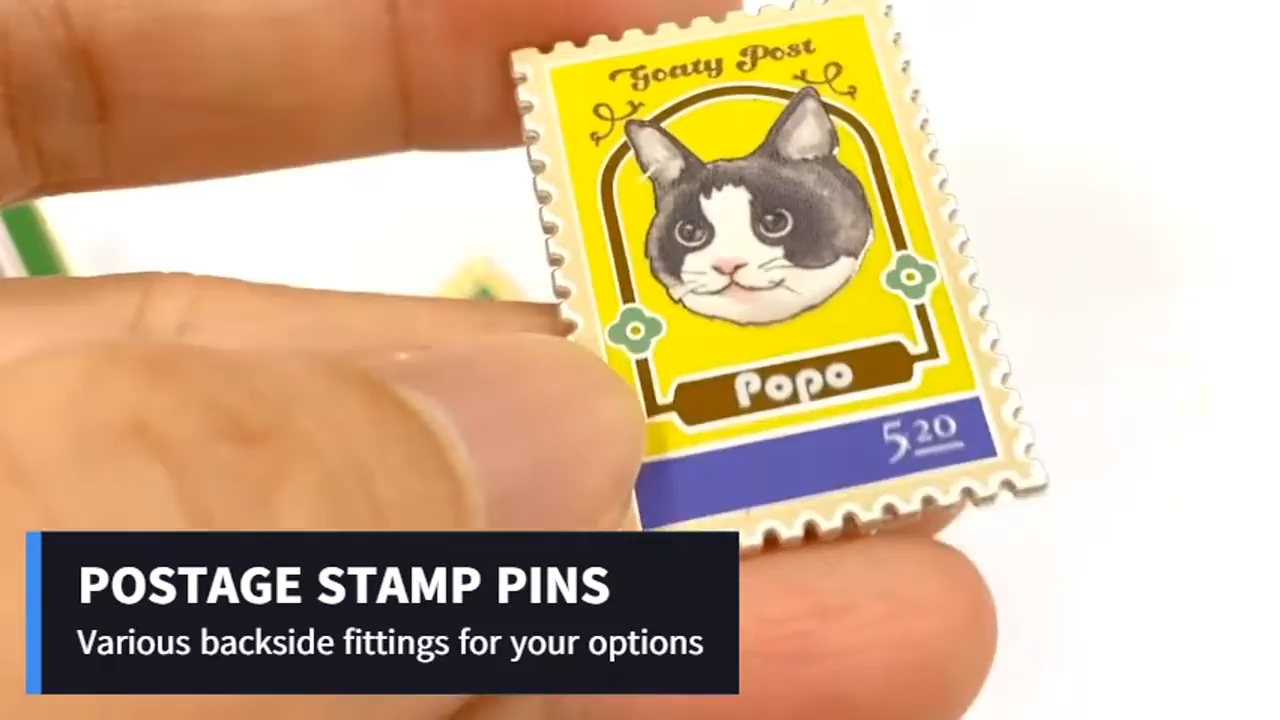 Goaty Post
Popo
5.20
POSTAGE STAMP PINS
Various backside fittings for your options